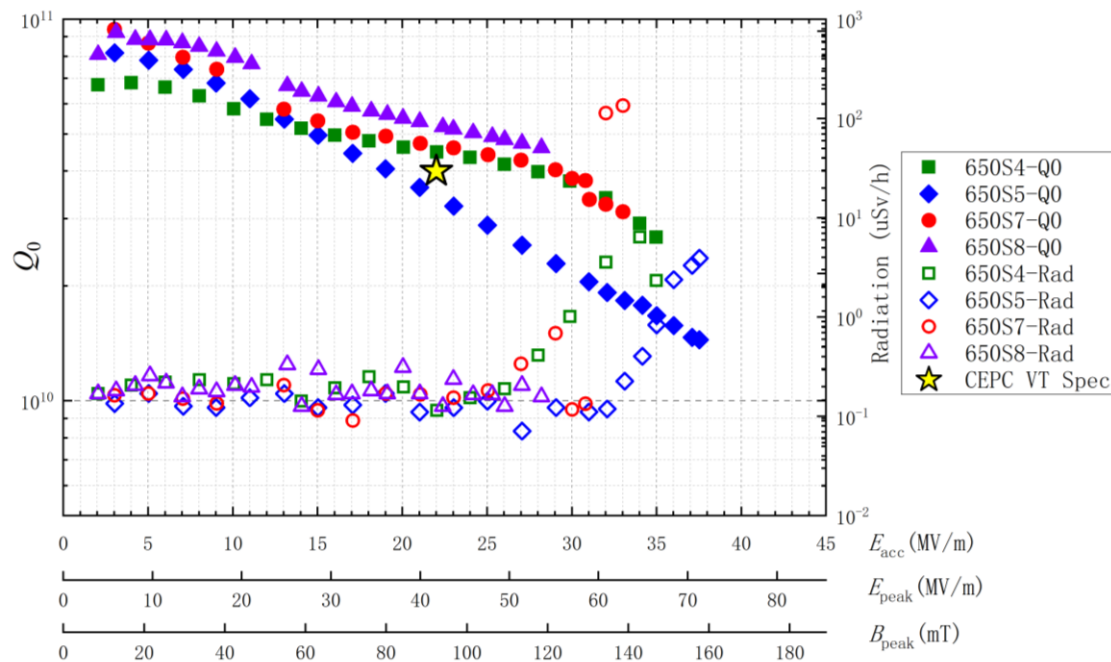 10¹¹
10¹⁰
Q₀
10³
10²
10¹
10⁰
10⁻¹
10⁻²
Radiation (uSv/h)
650S4-Q0
650S5-Q0
650S7-Q0
650S8-Q0
650S4-Rad
650S5-Rad
650S7-Rad
650S8-Rad
CEPC VT Spec
0 5 10 15 20 25 30 35 40 45 E_acc(MV/m)
0 10 20 30 40 50 60 70 80 E_peak(MV/m)
0 20 40 60 80 100 120 140 160 180 B_peak(mT)